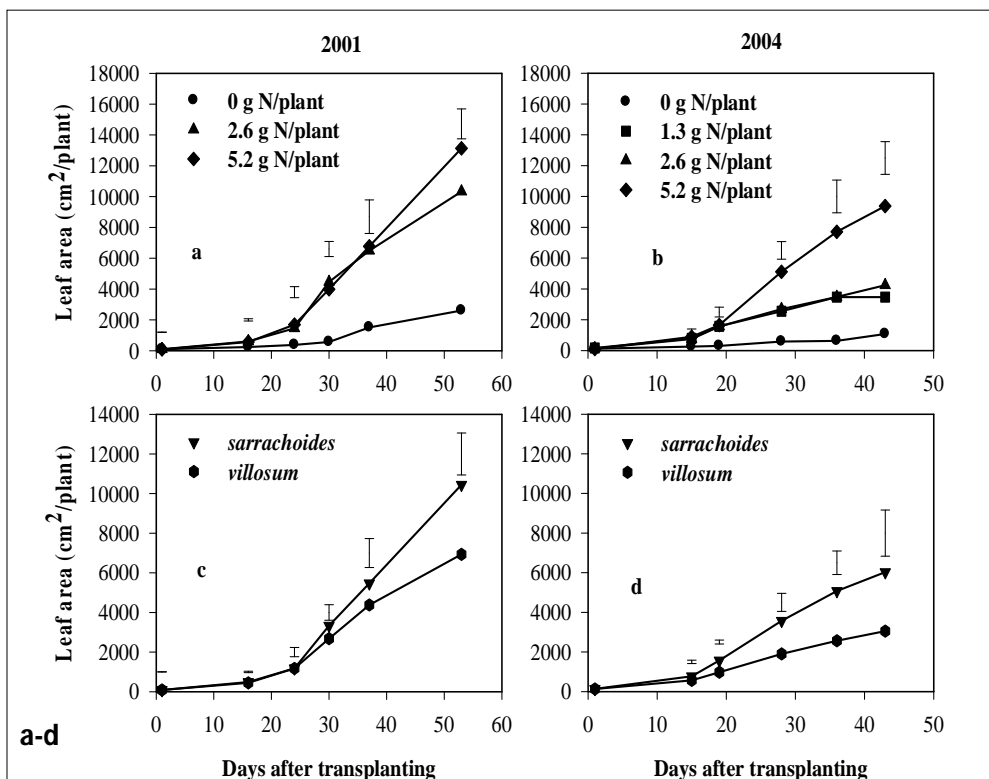 2001
2004
18000
16000
14000
12000
10000
8000
6000
4000
2000
0
Leaf area (cm²/plant)
0 g N/plant
2.6 g N/plant
5.2 g N/plant
a
0 10 20 30 40 50 60
18000
16000
14000
12000
10000
8000
6000
4000
2000
0
0 g N/plant
1.3 g N/plant
2.6 g N/plant
5.2 g N/plant
b
0 10 20 30 40 50
14000
12000
10000
8000
6000
4000
2000
0
Leaf area (cm²/plant)
sarrachoides
villosum
c
0 10 20 30 40 50 60
Days after transplanting
14000
12000
10000
8000
6000
4000
2000
0
sarrachoides
villosum
d
0 10 20 30 40 50
Days after transplanting
a-d